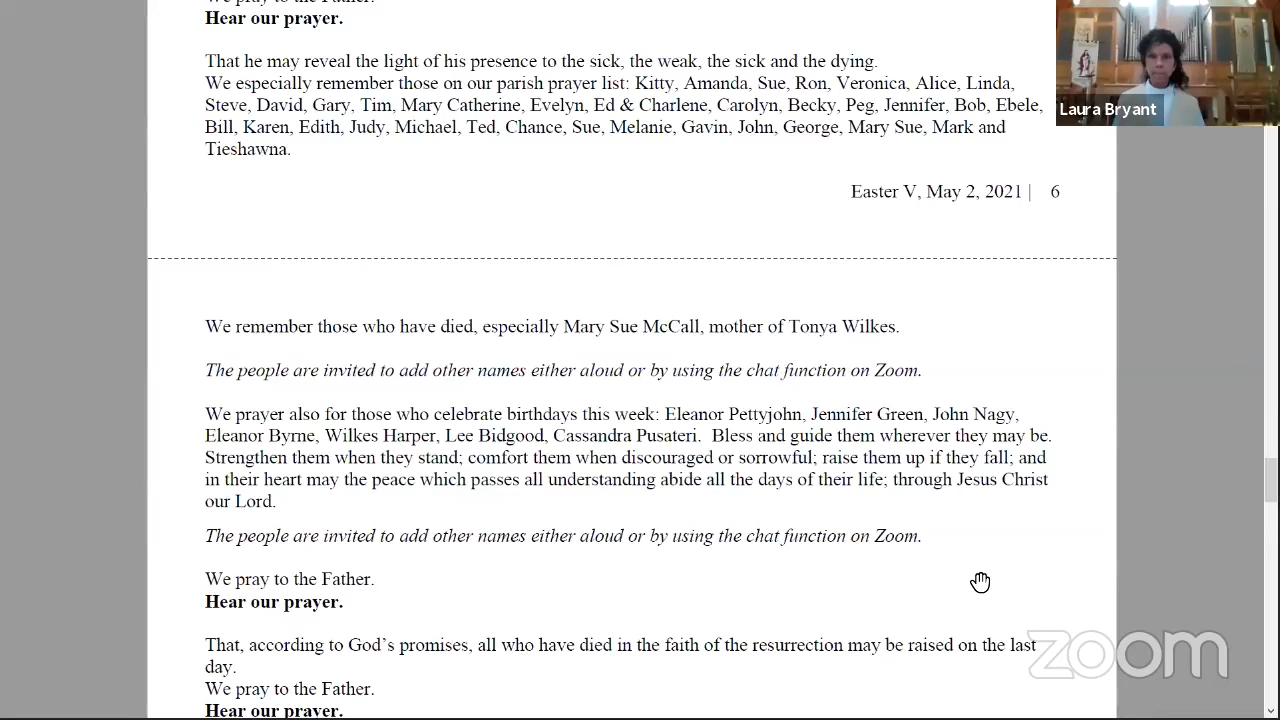 We pray to the Father.
Hear our prayer.
That he may reveal the light of his presence to the sick, the weak, the sick and the dying.
We especially remember those on our parish prayer list: Kitty, Amanda, Sue, Ron, Veronica, Alice, Linda,
Steve, David, Gary, Tim, Mary Catherine, Evelyn, Ed & Charlene, Carolyn, Becky, Peg, Jennifer, Bob, Ebele,
Bill, Karen, Edith, Judy, Michael, Ted, Chance, Sue, Melanie, Gavin, John, George, Mary Sue, Mark and
Tieshawna.
Laura Bryant
Easter V, May 2, 2021 | 6
We remember those who have died, especially Mary Sue McCall, mother of Tonya Wilkes.
The people are invited to add other names either aloud or by using the chat function on Zoom.
We prayer also for those who celebrate birthdays this week: Eleanor Pettyjohn, Jennifer Green, John Nagy,
Eleanor Byrne, Wilkes Harper, Lee Bidgood, Cassandra Pusateri.  Bless and guide them wherever they may be.
Strengthen them when they stand; comfort them when discouraged or sorrowful; raise them up if they fall; and
in their heart may the peace which passes all understanding abide all the days of their life; through Jesus Christ
our Lord.
The people are invited to add other names either aloud or by using the chat function on Zoom.
We pray to the Father.
Hear our prayer.
That, according to God’s promises, all who have died in the faith of the resurrection may be raised on the last
day.
We pray to the Father.
Hear our prayer.
zoom